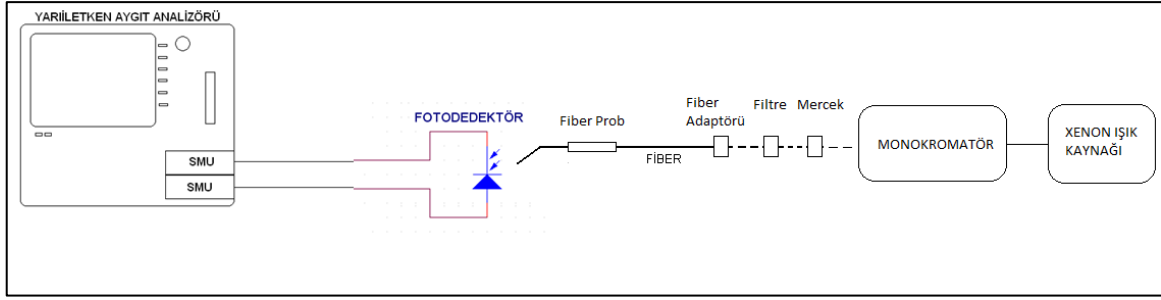 YARIİLETKEN AYGIT ANALİZÖRÜ
SMU
SMU
FOTODEDEKTÖR
Fiber Prob
FİBER
Fiber
Adaptörü
Filtre
Mercek
MONOKROMATÖR
XENON IŞIK
KAYNAĞI